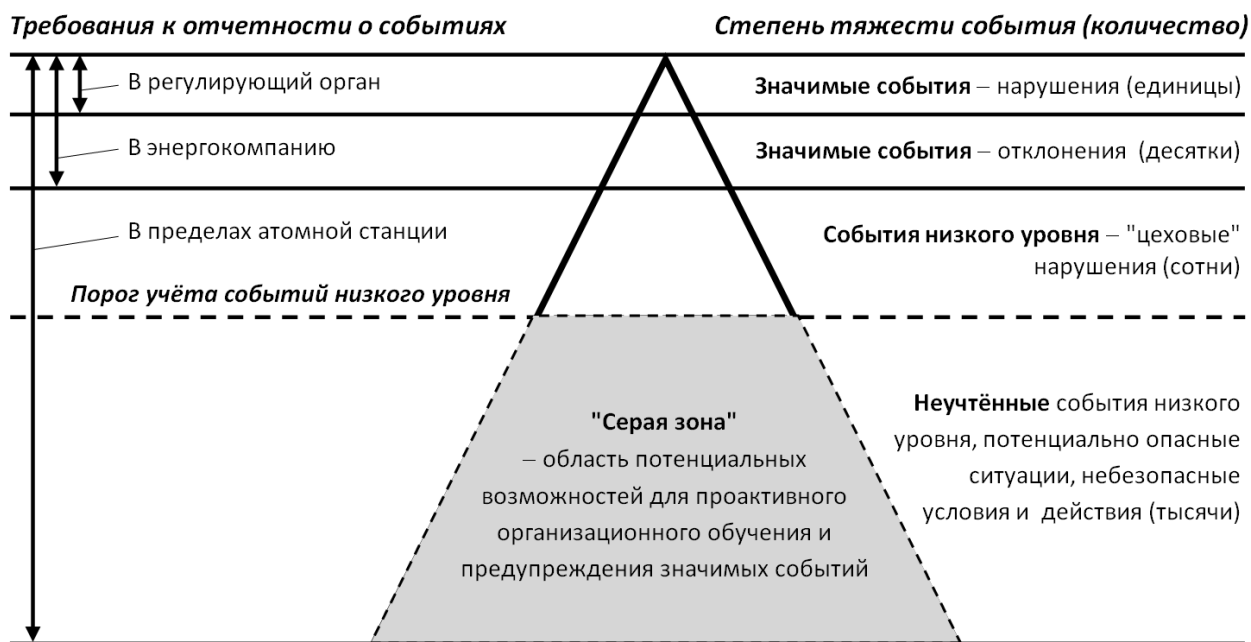 Требования к отчетности о событиях
Степень тяжести события (количество)
В регулирующий орган
Значимые события – нарушения (единицы)
В энергокомпанию
Значимые события – отклонения (десятки)
В пределах атомной станции
События низкого уровня – "цеховые"
нарушения (сотни)
Порог учёта событий низкого уровня
"Серая зона"
– область потенциальных
возможностей для проактивного
организационного обучения и
предупреждения значимых событий
Неучтённые события низкого
уровня, потенциально опасные
ситуации, небезопасные
условия и действия (тысячи)